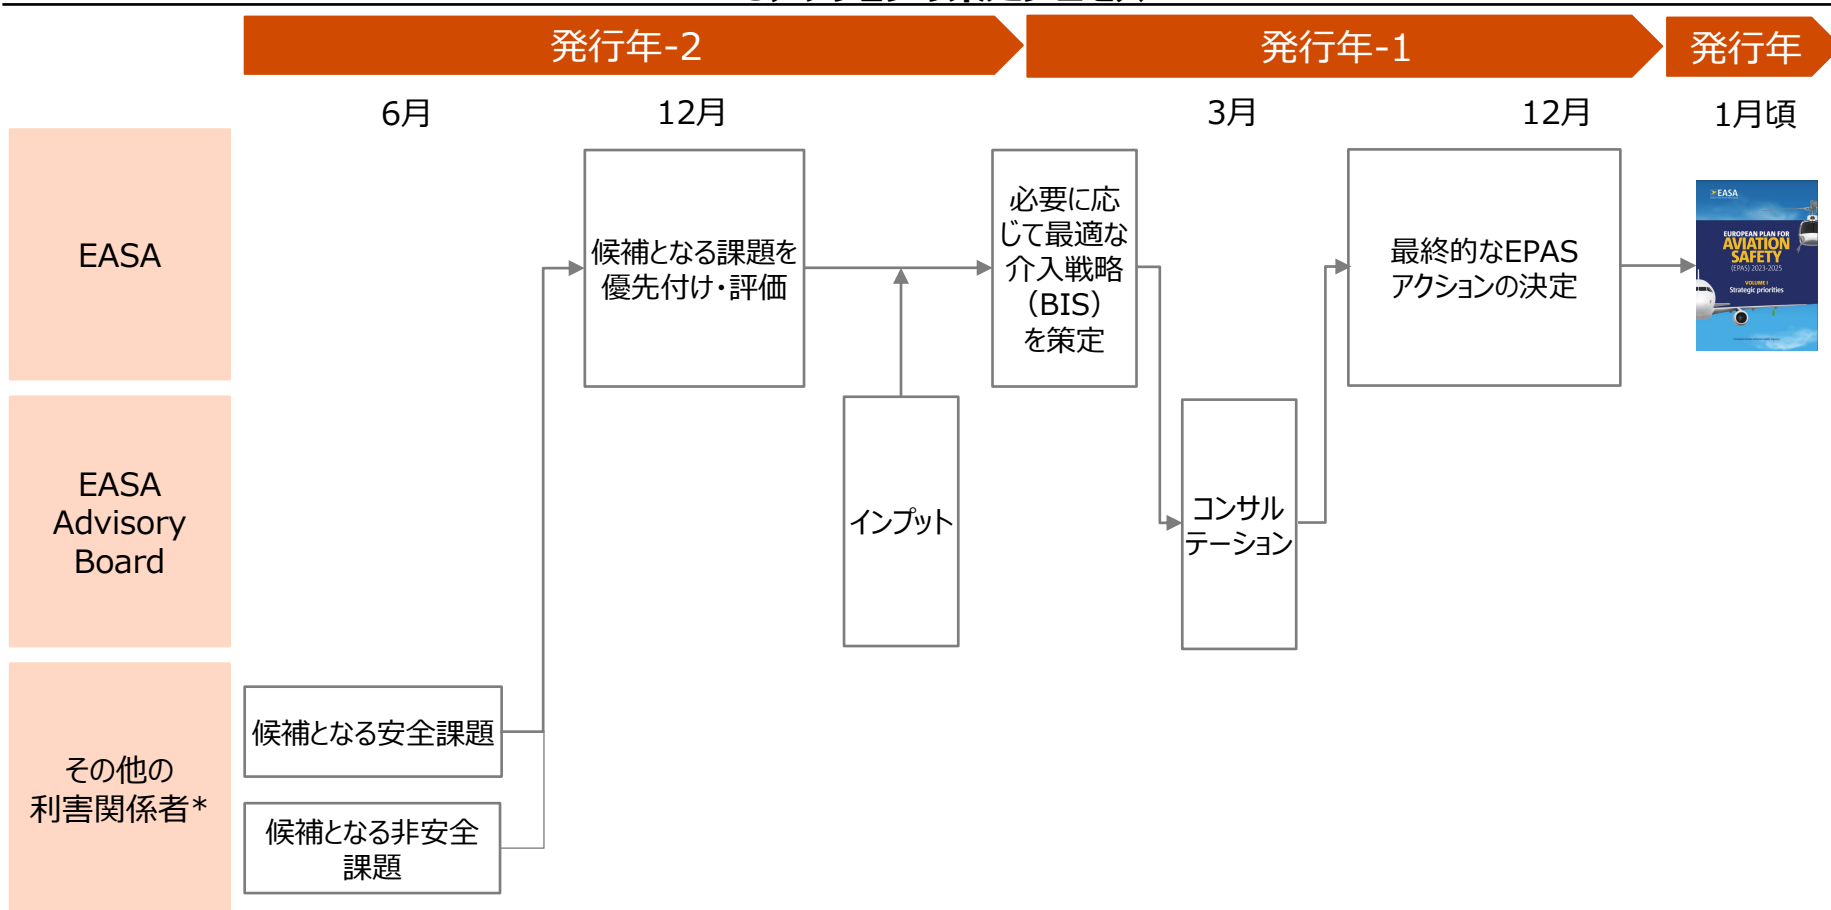 発行年-2
発行年-1
発行年
6月
12月
3月
12月
1月頃
EASA
候補となる課題を
優先付け・評価
必要に応
じて最適な
介入戦略
（BIS）
を策定
最終的なEPAS
アクションの決定
EASA
EUROPEAN PLAN FOR
AVIATION
SAFETY
(EPAS) 2023-2025
VOLUME I
Strategic priorities
EASA
Advisory
Board
インプット
コンサル
テーション
その他の
利害関係者*
候補となる安全課題
候補となる非安全
課題